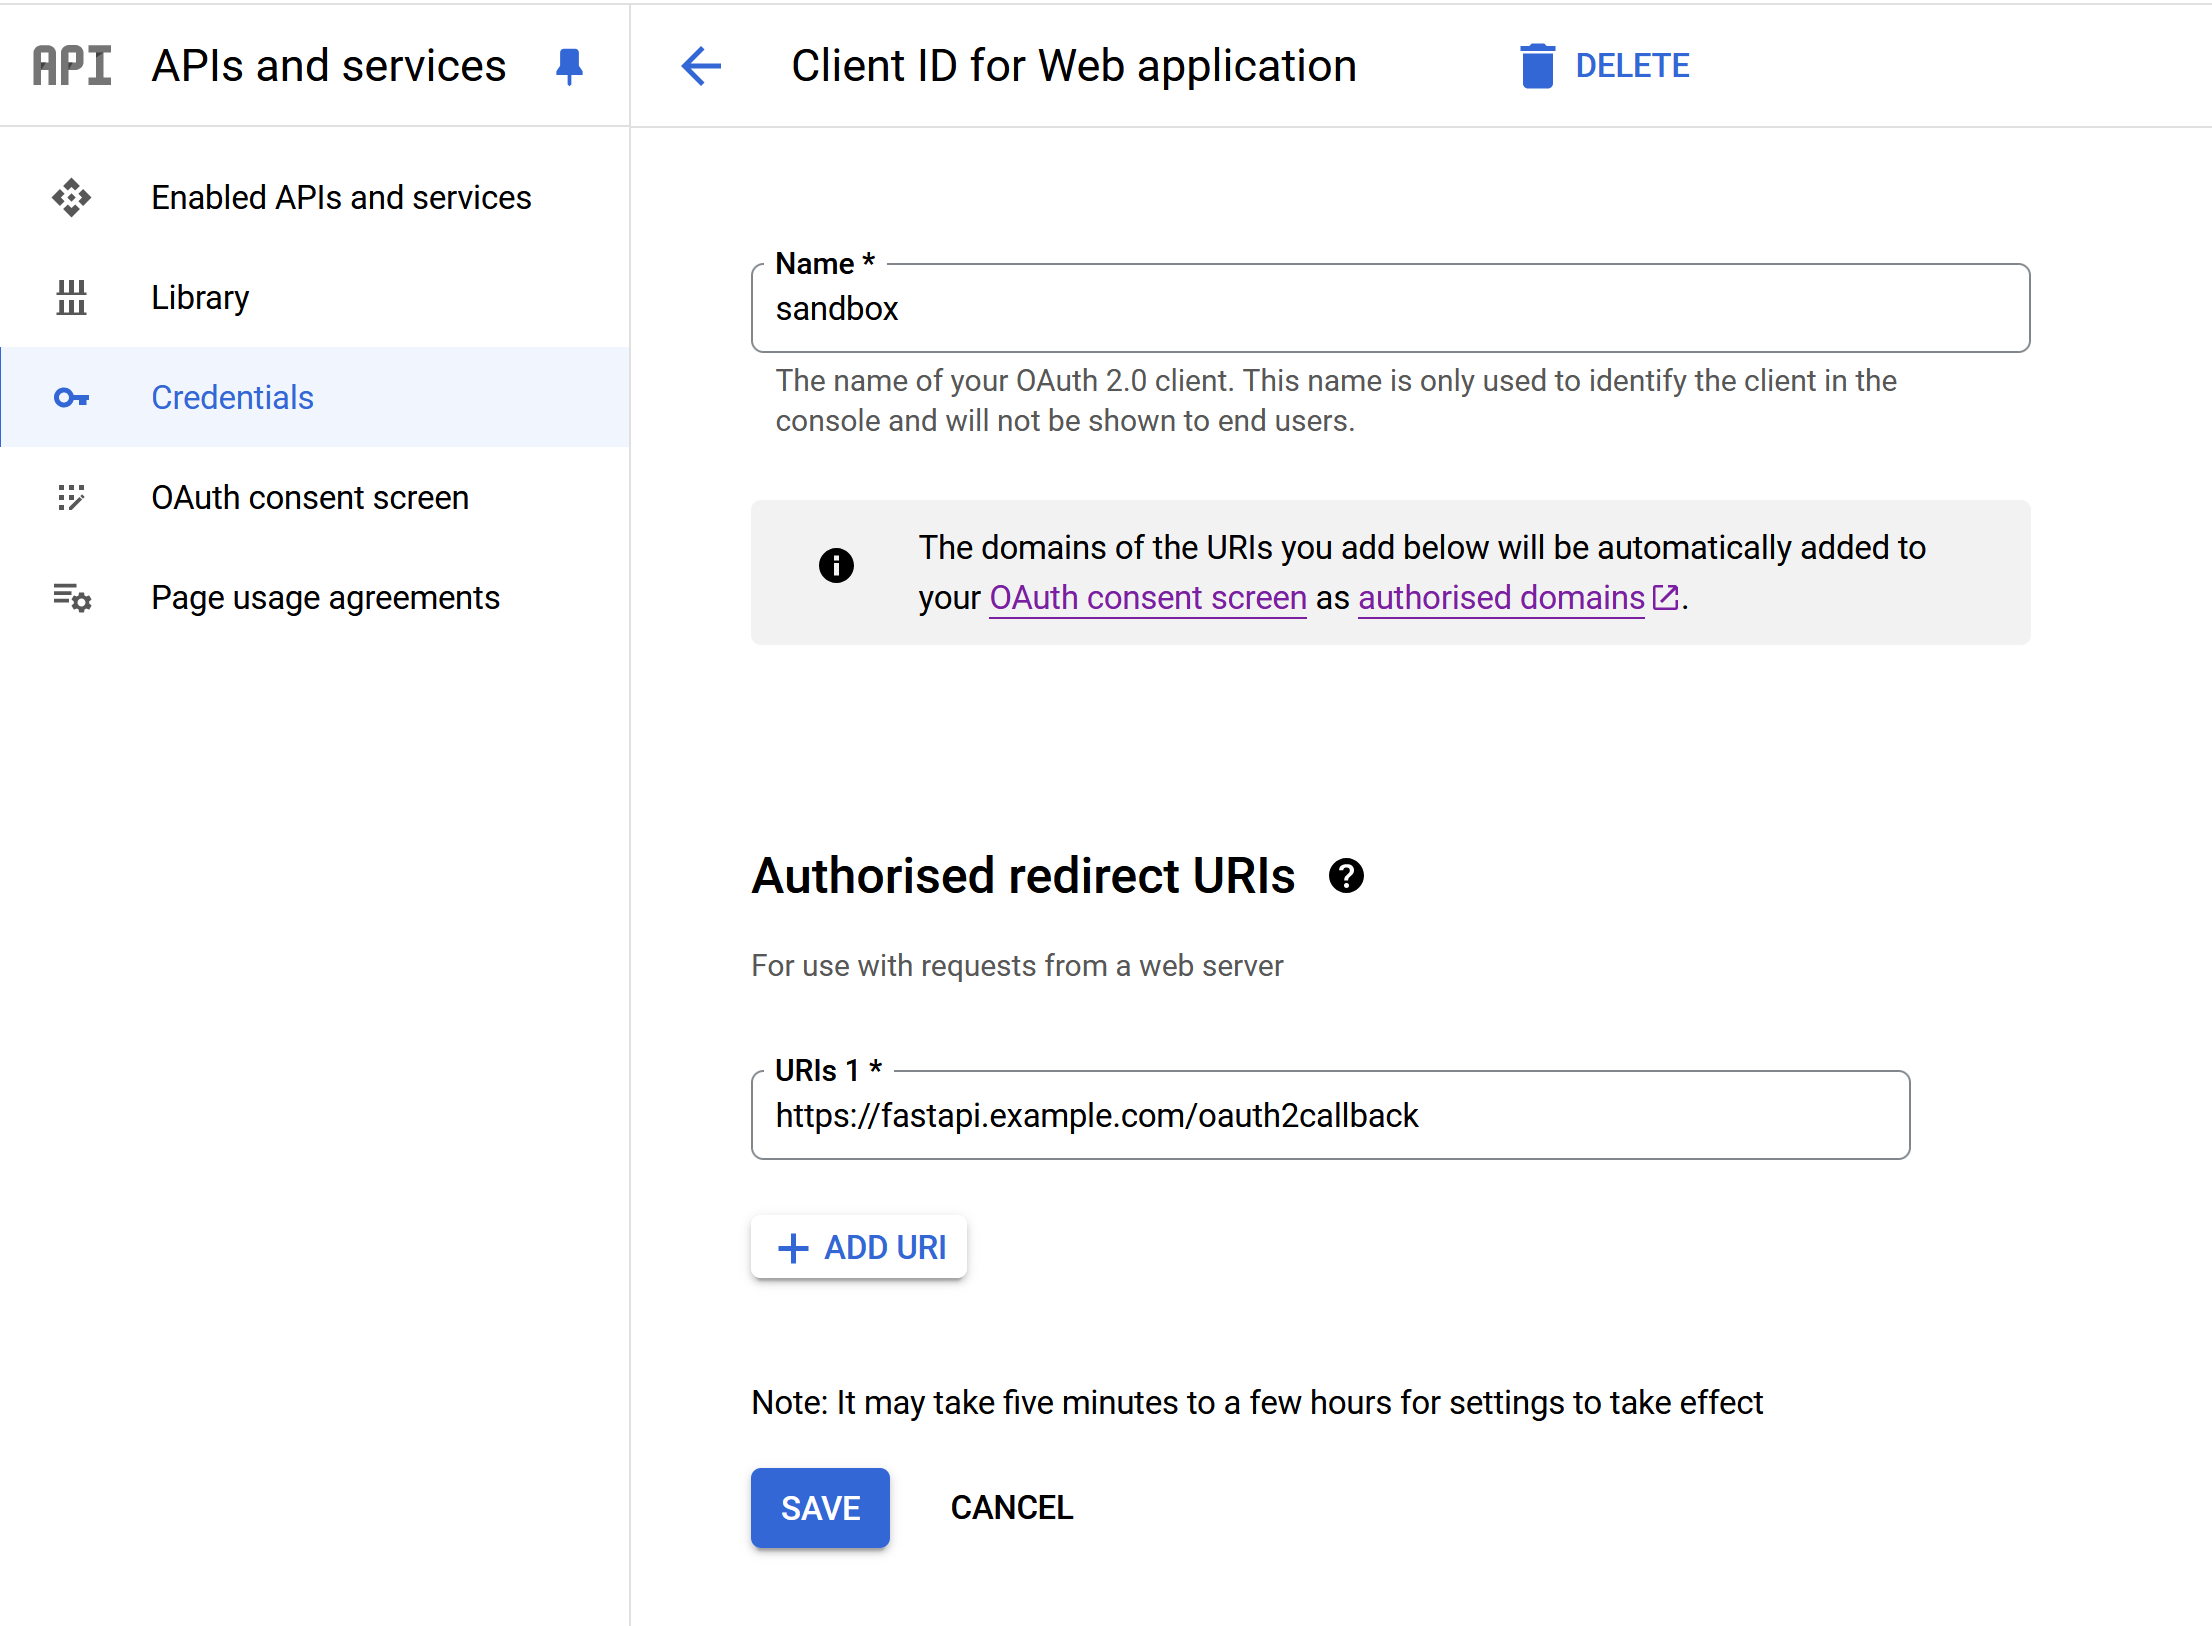 API APIs and services
Client ID for Web application
DELETE
Enabled APIs and services
Library
Credentials
OAuth consent screen
Page usage agreements
Name *
sandbox
The name of your OAuth 2.0 client. This name is only used to identify the client in the
console and will not be shown to end users.
The domains of the URIs you add below will be automatically added to
your OAuth consent screen as authorised domains.
Authorised redirect URIs
For use with requests from a web server
URIs 1 *
https://fastapi.example.com/oauth2callback
ADD URI
Note: It may take five minutes to a few hours for settings to take effect
SAVE
CANCEL